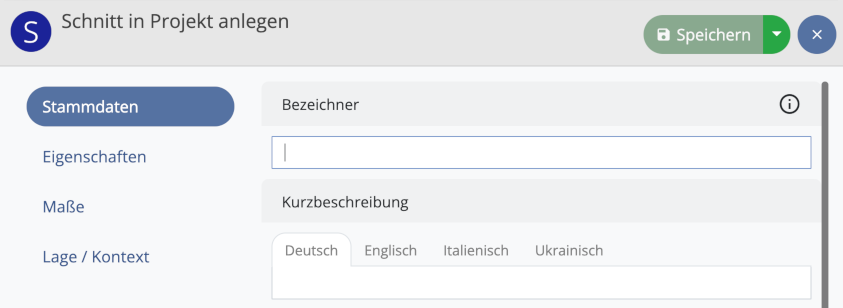 S
Schnitt in Projekt anlegen
Speichern
Stammdaten
Eigenschaften
Maße
Lage / Kontext
Bezeichner
Kurzbeschreibung
Deutsch Englisch Italienisch Ukrainisch